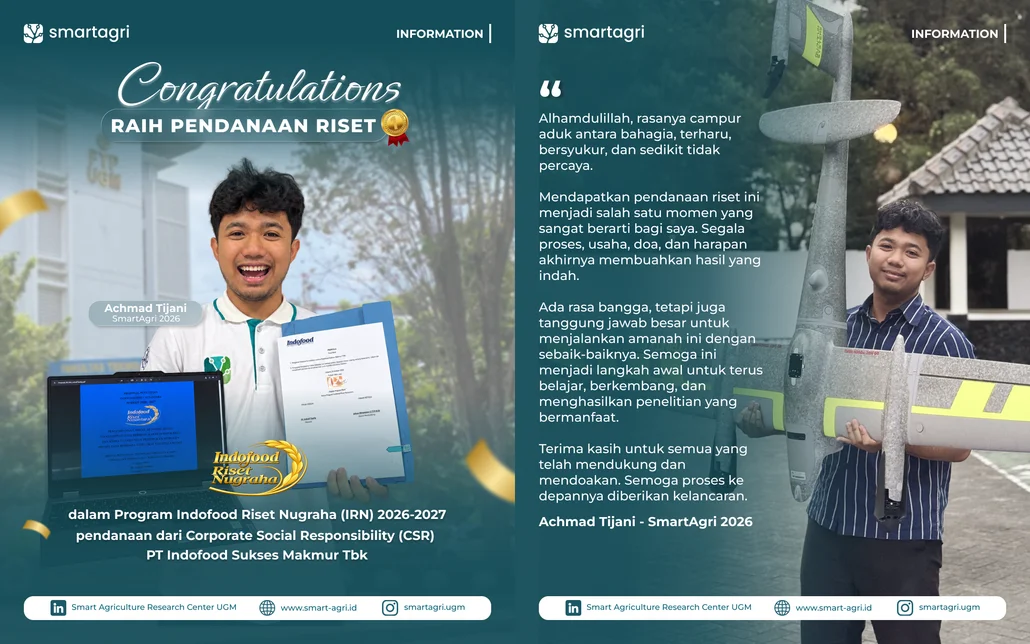 smartagri
INFORMATION
Congratulations
RAIH PENDANAAN RISET
Achmad Tijani
SmartAgri 2026
Indofood
Indofood
Riset
Nugraha
Indofood
Riset
Nugraha
dalam Program Indofood Riset Nugraha (IRN) 2026-2027
pendanaan dari Corporate Social Responsibility (CSR)
PT Indofood Sukses Makmur Tbk
Smart Agriculture Research Center UGM
www.smart-agri.id
smartagri.ugm
smartagri
INFORMATION
“
Alhamdulillah, rasanya campur
aduk antara bahagia, terharu,
bersyukur, dan sedikit tidak
percaya.
Mendapatkan pendanaan riset ini
menjadi salah satu momen yang
sangat berarti bagi saya. Segala
proses, usaha, doa, dan harapan
akhirnya membuahkan hasil yang
indah.
Ada rasa bangga, tetapi juga
tanggung jawab besar untuk
menjalankan amanah ini dengan
sebaik-baiknya. Semoga ini
menjadi langkah awal untuk terus
belajar, berkembang, dan
menghasilkan penelitian yang
bermanfaat.
Terima kasih untuk semua yang
telah mendukung dan
mendoakan. Semoga proses ke
depannya diberikan kelancaran.
Achmad Tijani - SmartAgri 2026
Smart Agriculture Research Center UGM
www.smart-agri.id
smartagri.ugm